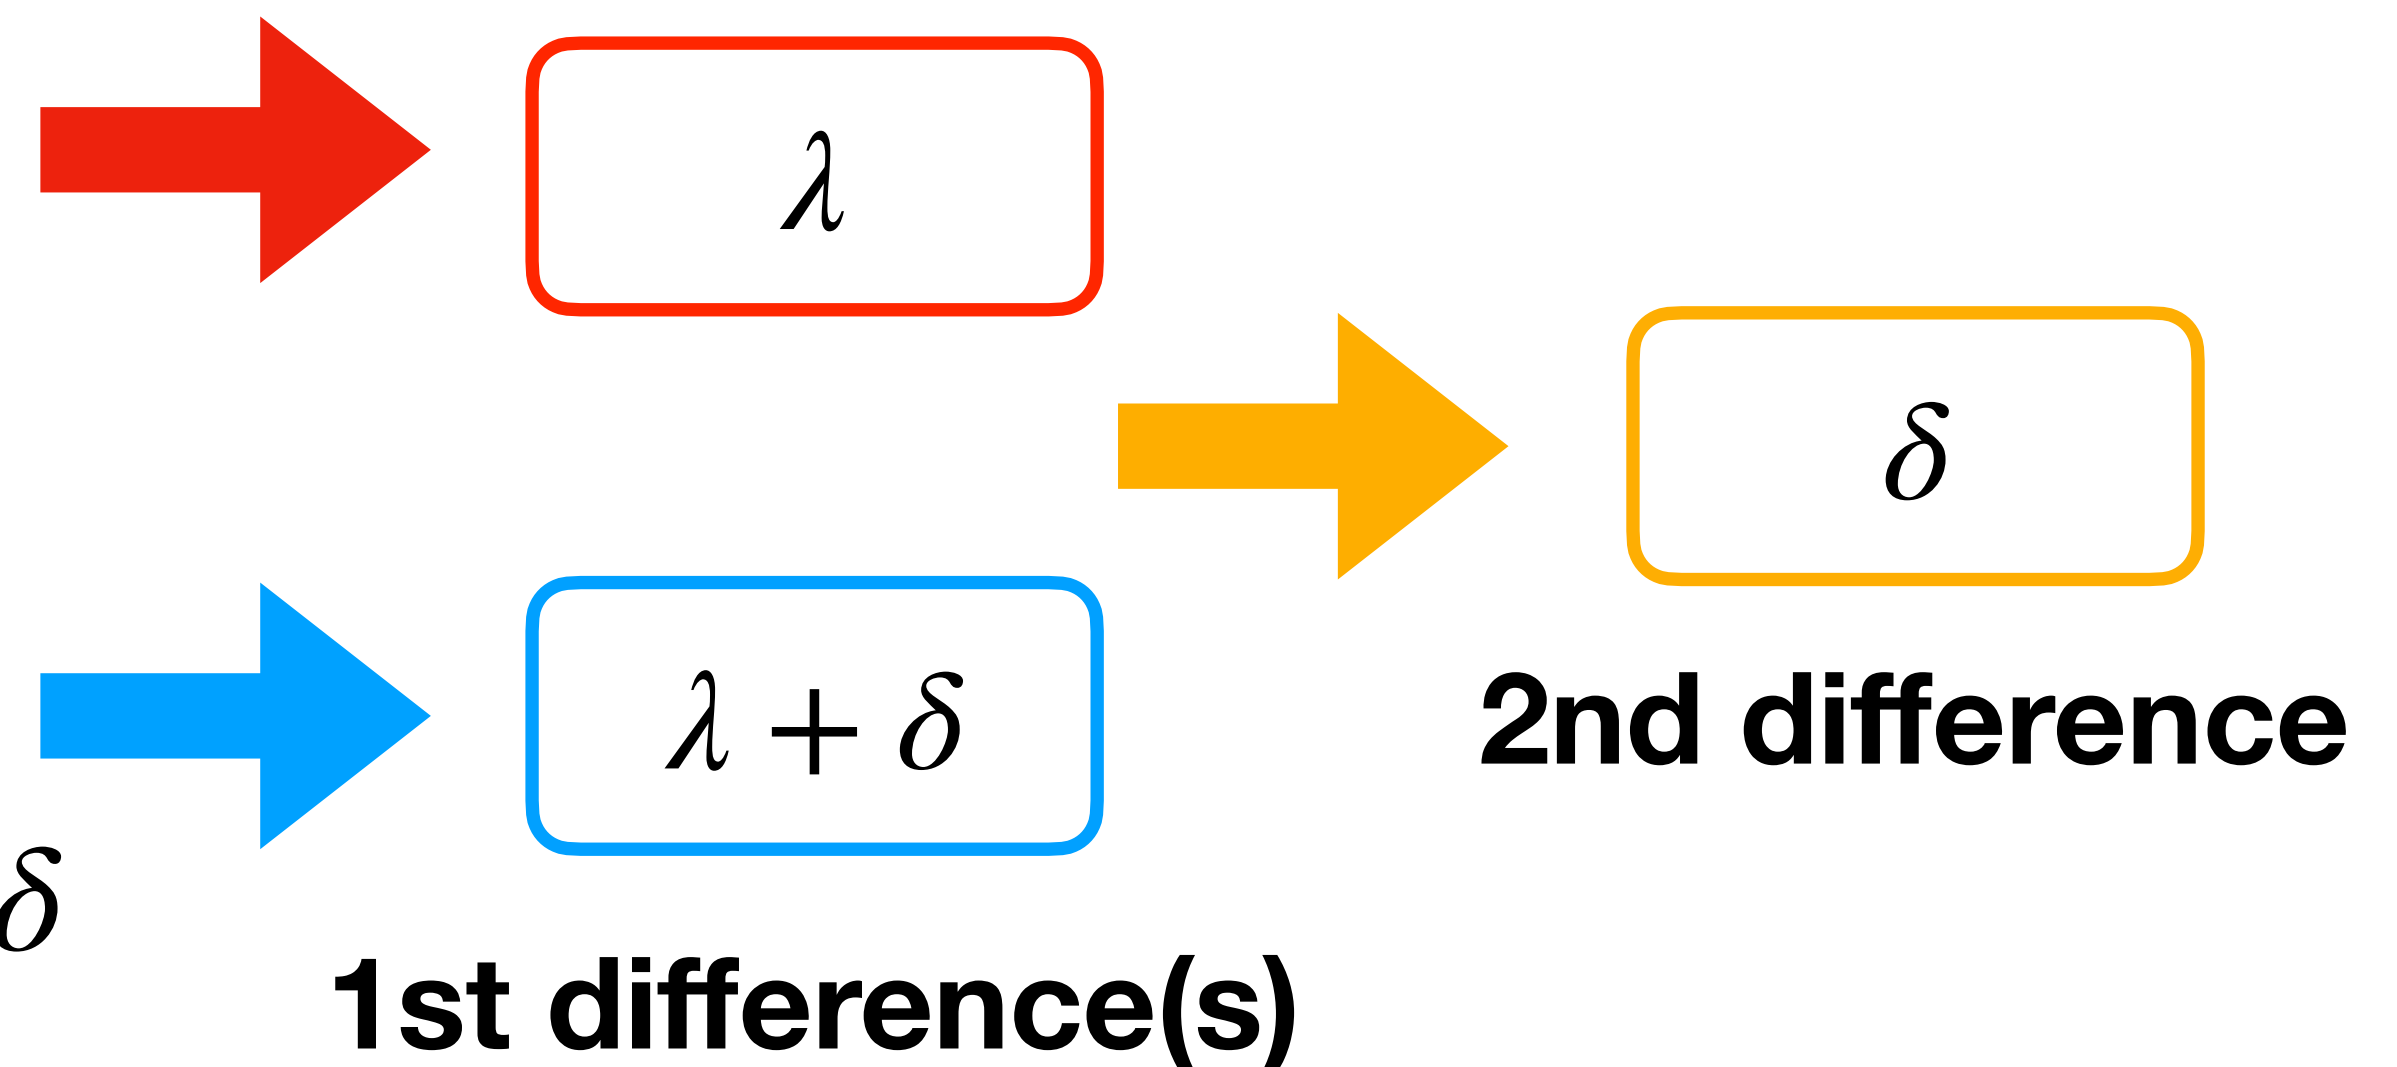 λ
δ
λ + δ
2nd difference
δ
1st difference(s)